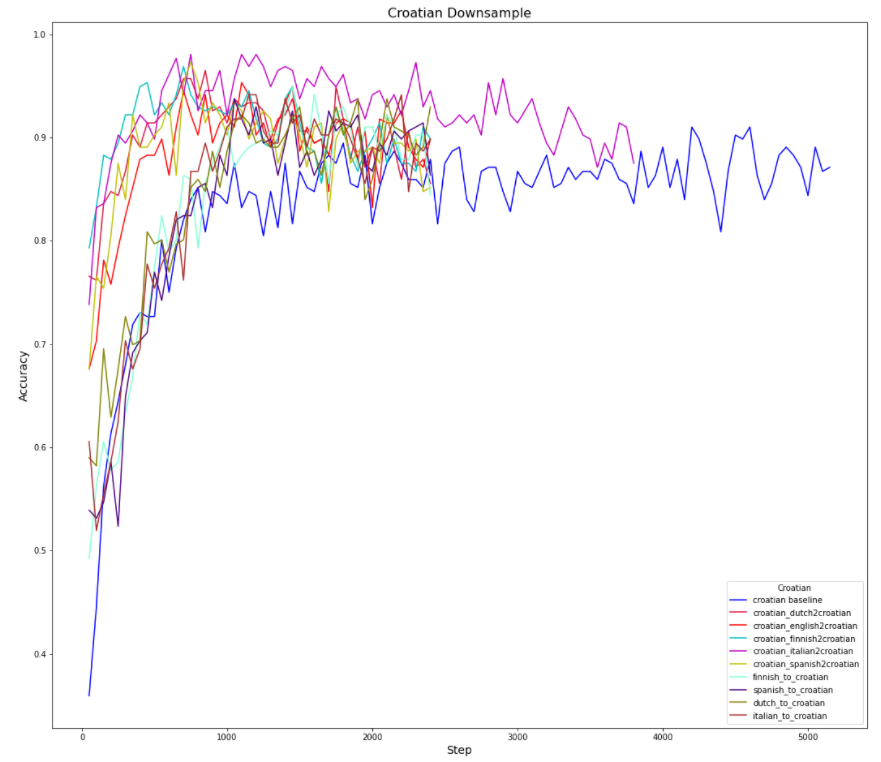 Croatian Downsample
1.0
0.9
0.8
0.7
0.6
0.5
0.4
Accuracy
0
1000
2000
3000
4000
5000
Step
Croatian
croatian baseline
croatian_dutch2croatian
croatian_english2croatian
croatian_finnish2croatian
croatian_italian2croatian
croatian_spanish2croatian
finnish_to_croatian
spanish_to_croatian
dutch_to_croatian
italian_to_croatian